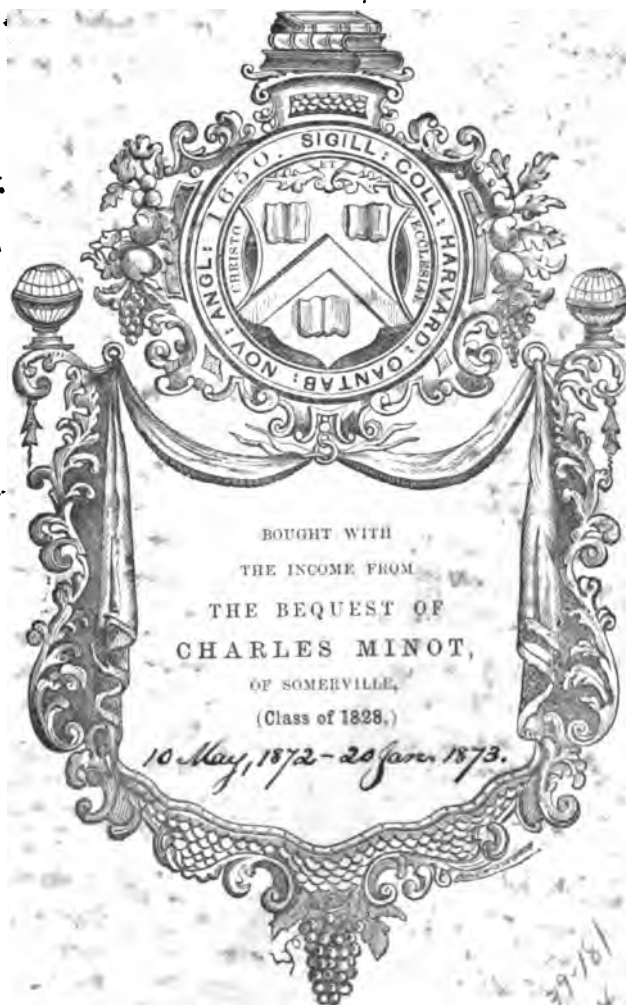 SIGILL: COLL: HARVARD: CANTAB: NOV: ANGL: 1650.
ET
CHRISTO
ECCLESIAE
BOUGHT WITH
THE INCOME FROM
THE BEQUEST OF
CHARLES MINOT,
OF SOMERVILLE,
(Class of 1828.)
10 May, 1872 - 20 Jan. 1873.